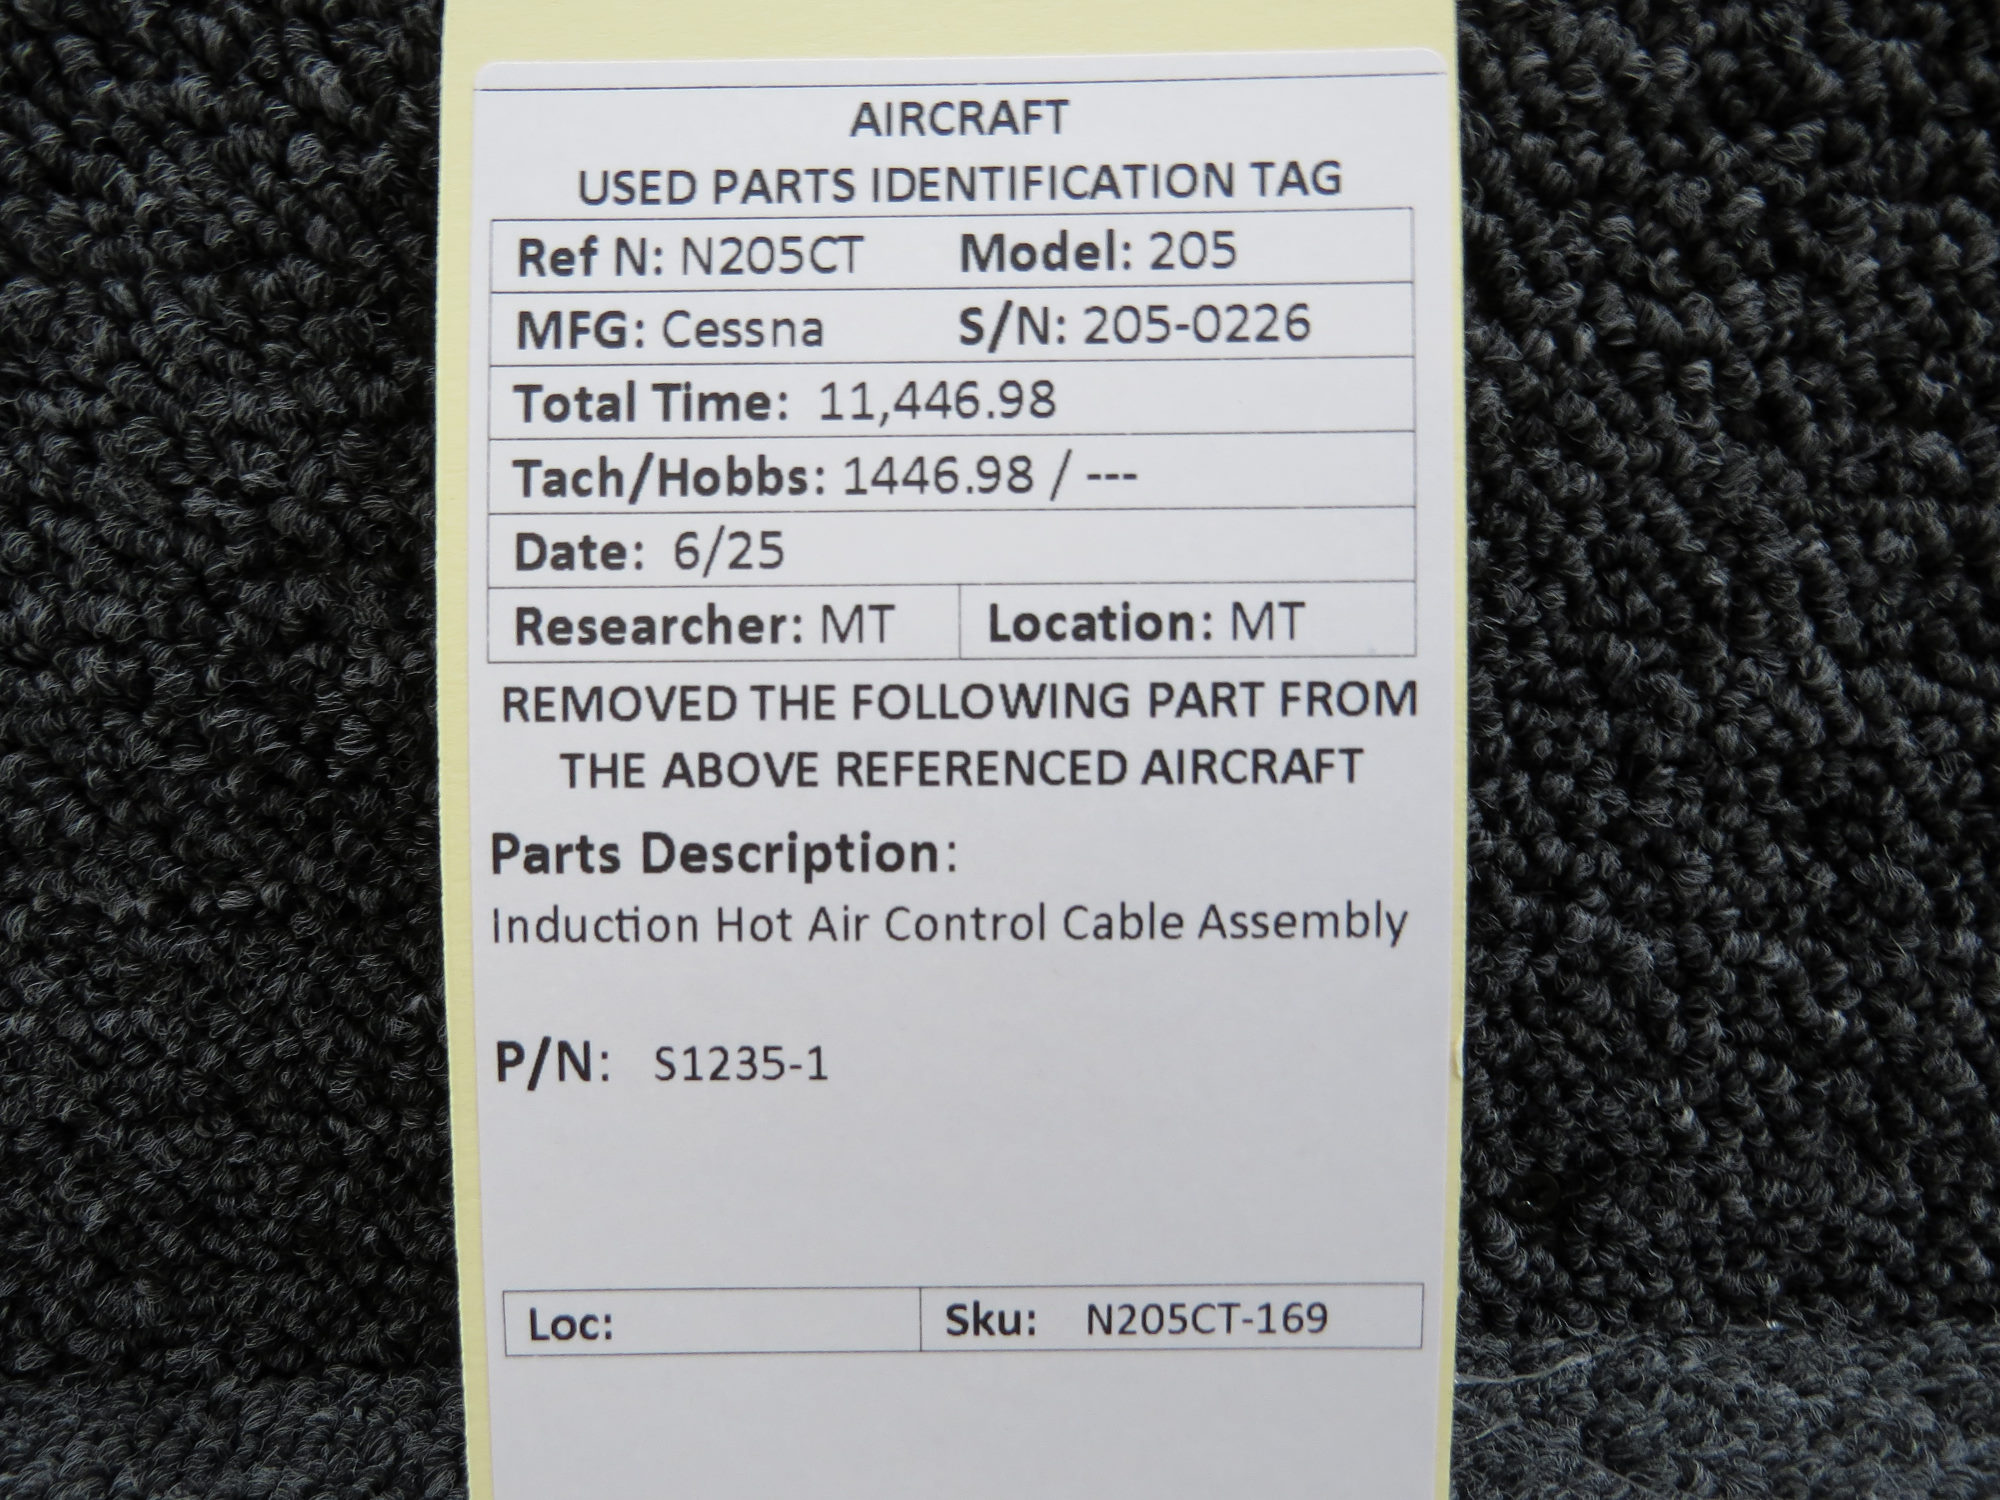 AIRCRAFT
USED PARTS IDENTIFICATION TAG
Ref N: N205CT Model: 205
MFG: Cessna S/N: 205-0226
Total Time: 11,446.98
Tach/Hobbs: 1446.98 / ---
Date: 6/25
Researcher: MT Location: MT
REMOVED THE FOLLOWING PART FROM
THE ABOVE REFERENCED AIRCRAFT
Parts Description:
Induction Hot Air Control Cable Assembly
P/N: S1235-1
Loc: Sku: N205CT-169